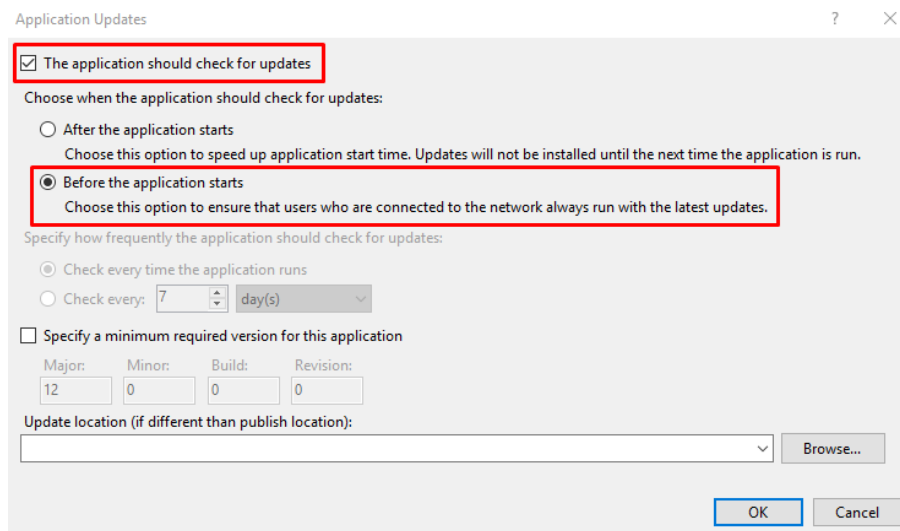 Application Updates
The application should check for updates
Choose when the application should check for updates:
After the application starts
Choose this option to speed up application start time. Updates will not be installed until the next time the application is run.
Before the application starts
Choose this option to ensure that users who are connected to the network always run with the latest updates.
Specify how frequently the application should check for updates:
Check every time the application runs
Check every: 7 day(s)
Specify a minimum required version for this application
Major: Minor: Build: Revision:
12 0 0 0
Update location (if different than publish location):
Browse...
OK Cancel